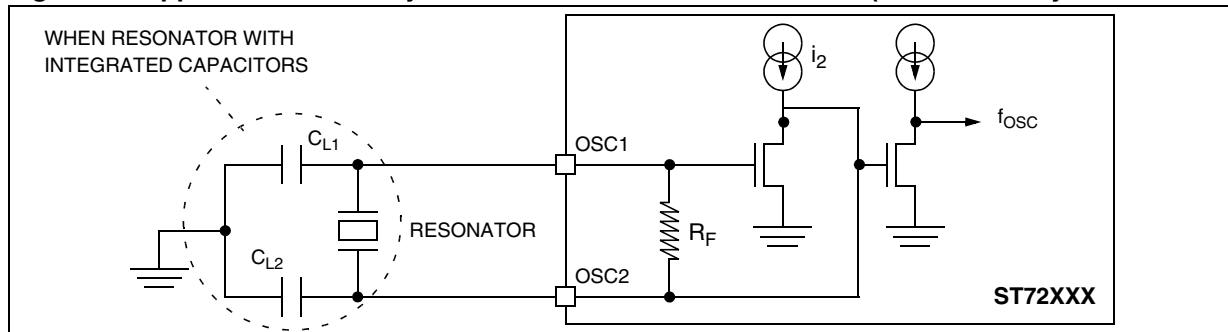 WHEN RESONATOR WITH
INTEGRATED CAPACITORS
i2
fOSC
CL1
OSC1
RESONATOR
RF
CL2
OSC2
ST72XXX